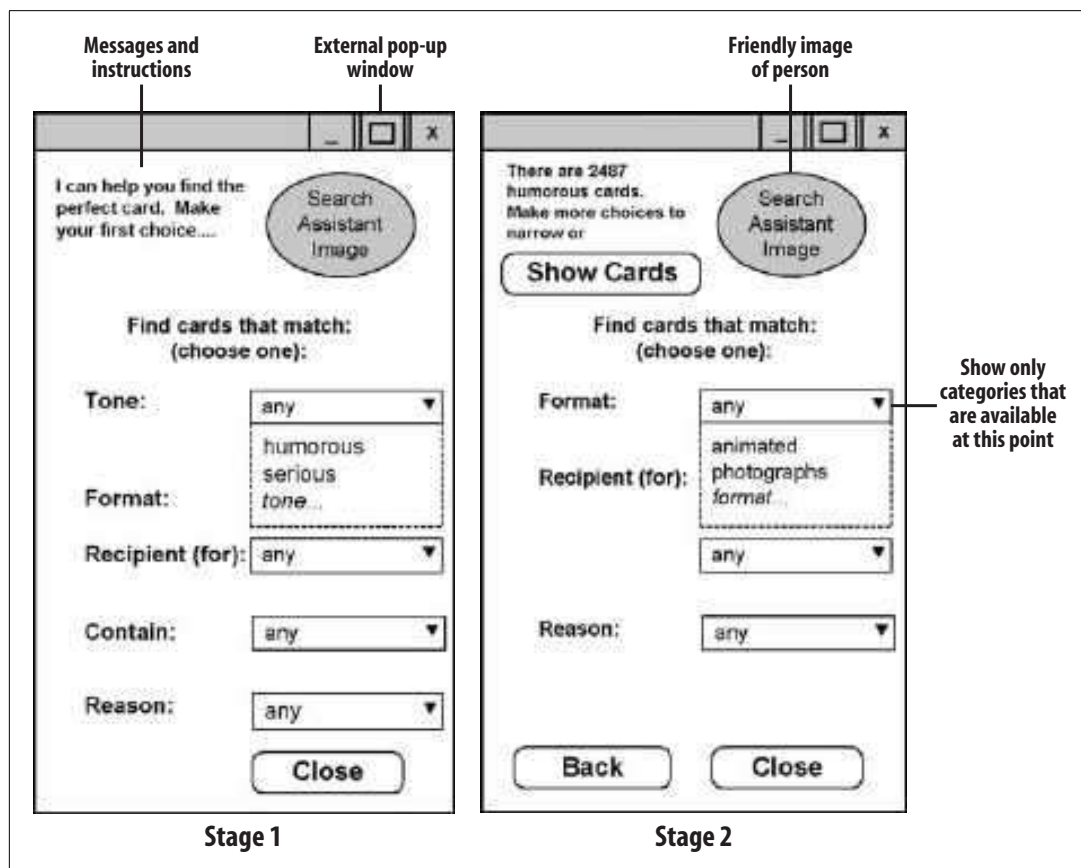 Messages and
instructions
External pop-up
window
Friendly image
of person
_
x
I can help you find the
perfect card. Make
your first choice....
Search
Assistant
Image
Find cards that match:
(choose one):
Tone:
any
humorous
serious
tone...
Format:
Recipient (for):
any
Contain:
any
Reason:
any
Close
Stage 1
_
x
There are 2487
humorous cards.
Make more choices to
narrow or
Show Cards
Search
Assistant
Image
Find cards that match:
(choose one):
Format:
any
animated
photographs
format...
Recipient (for):
any
Reason:
any
Back
Close
Show only
categories that
are available
at this point
Stage 2